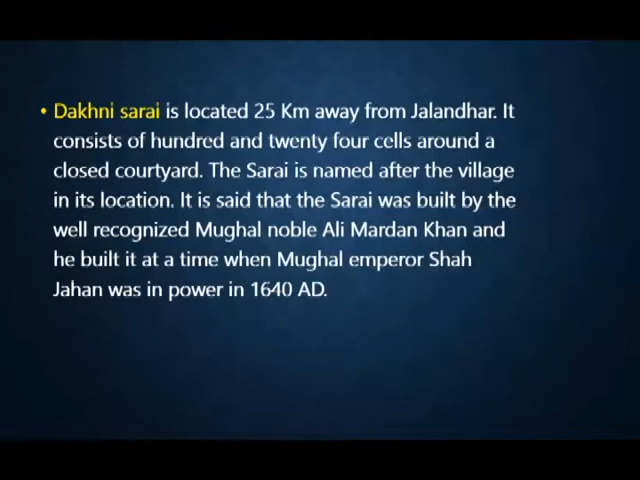 • Dakhni sarai is located 25 Km away from Jalandhar. It
consists of hundred and twenty four cells around a
closed courtyard. The Sarai is named after the village
in its location. It is said that the Sarai was built by the
well recognized Mughal noble Ali Mardan Khan and
he built it at a time when Mughal emperor Shah
Jahan was in power in 1640 AD.